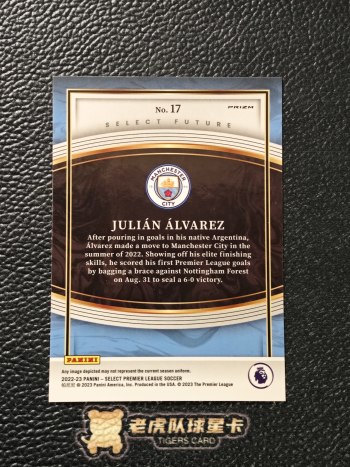 No. 17
PRIZM
SELECT FUTURE
MANCHESTER
CITY
JULIÁN ÁLVAREZ
After pouring in goals in his native Argentina,
Álvarez made a move to Manchester City in the
summer of 2022. Showing off his elite finishing
skills, he scored his first Premier League goals
by bagging a brace against Nottingham Forest
on Aug. 31 to seal a 6-0 victory.
PANINI
Any image depicted may not represent the current season uniform.
2022-23 PANINI – SELECT PREMIER LEAGUE SOCCER
© 2023 Panini America, Inc. Produced in the USA. © 2023 The Premier League
老虎队球星卡
TIGERS CARD